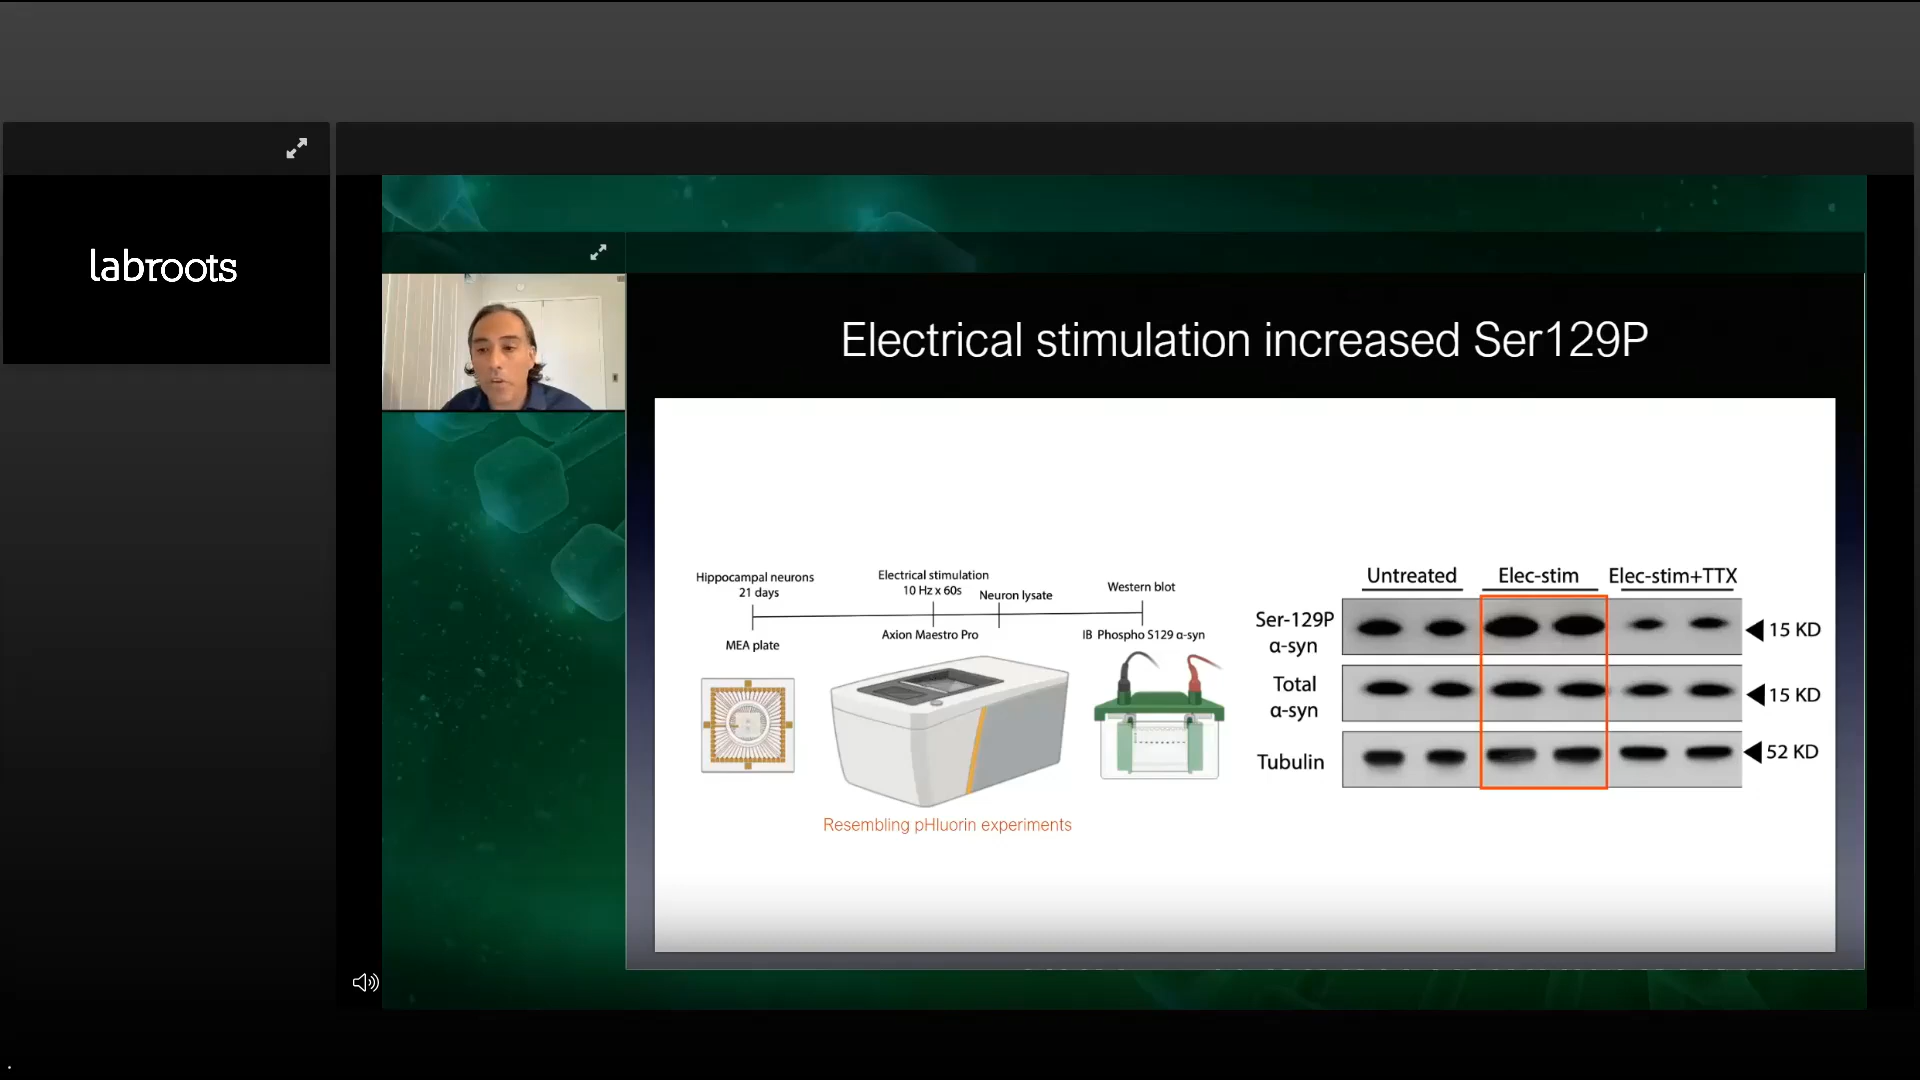 labroots
Electrical stimulation increased Ser129P
Hippocampal neurons
21 days
Electrical stimulation
10 Hz x 60s
Neuron lysate
Western blot
MEA plate
Axion Maestro Pro
IB Phospho S129 α-syn
Resembling pHluorin experiments
Untreated
Elec-stim
Elec-stim+TTX
Ser-129P
α-syn
15 KD
Total
α-syn
15 KD
Tubulin
52 KD